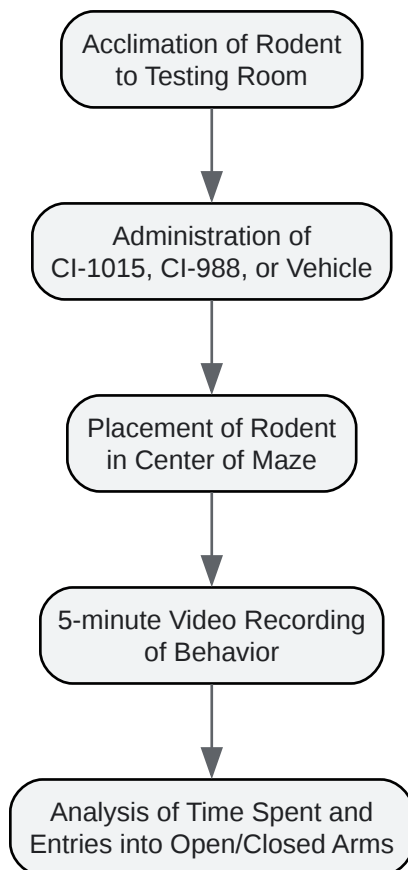 Acclimation of Rodent
to Testing Room
Administration of
CI-1015, CI-988, or Vehicle
Placement of Rodent
in Center of Maze
5-minute Video Recording
of Behavior
Analysis of Time Spent and
Entries into Open/Closed Arms